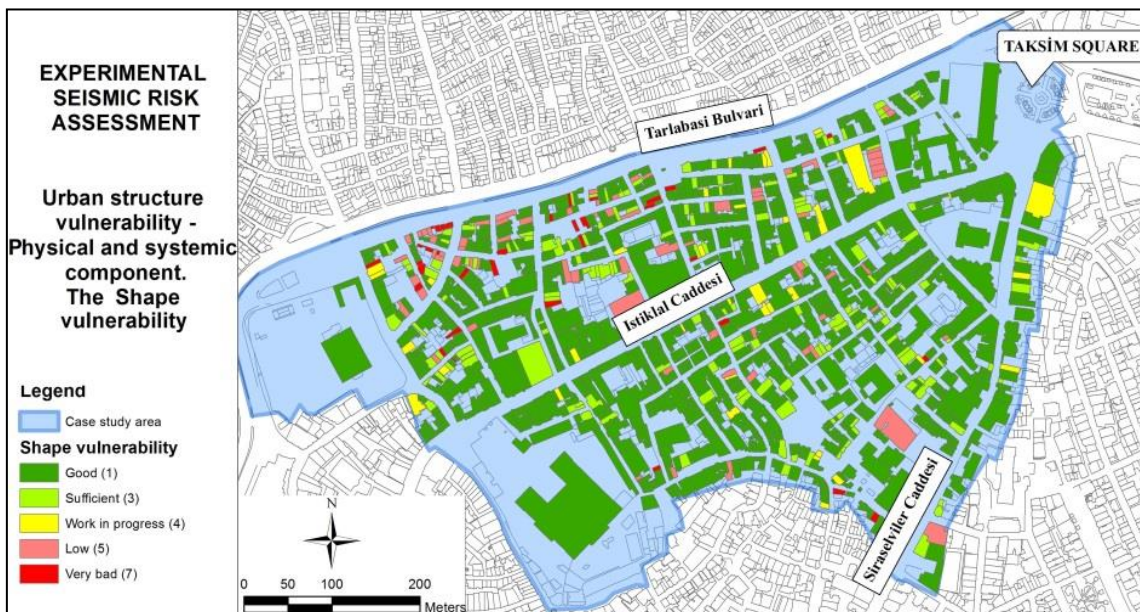 EXPERIMENTAL
SEISMIC RISK
ASSESSMENT
Urban structure
vulnerability -
Physical and systemic
component.
The Shape
vulnerability
Legend
Case study area
Shape vulnerability
Good (1)
Sufficient (3)
Work in progress (4)
Low (5)
Very bad (7)
TAKSİM SQUARE
Tarlabasi Bulvari
Istiklal Caddesi
Siraselviler Caddesi
0 50 100 200
Meters